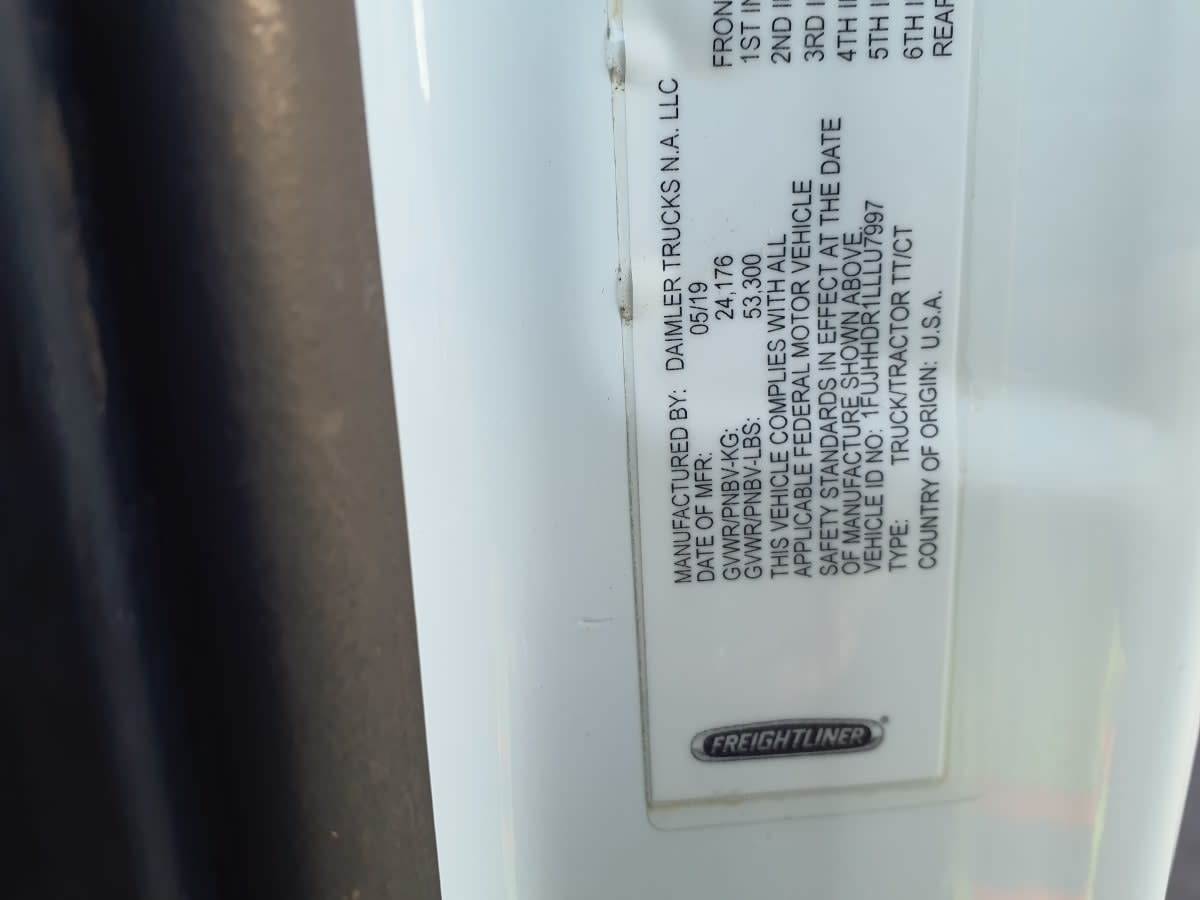 FREIGHTLINER®
MANUFACTURED BY: DAIMLER TRUCKS N.A. LLC
DATE OF MFR: 05/19
GVWR/PNBV-KG: 24,176
GVWR/PNBV-LBS: 53,300
THIS VEHICLE COMPLIES WITH ALL
APPLICABLE FEDERAL MOTOR VEHICLE
SAFETY STANDARDS IN EFFECT AT THE DATE
OF MANUFACTURE SHOWN ABOVE.
VEHICLE ID NO: 1FUJHHDR1LLLU7997
TYPE: TRUCK/TRACTOR TT/CT
COUNTRY OF ORIGIN: U.S.A.
FRON
1ST IN
2ND I
3RD I
4TH I
5TH I
6TH I
REAR